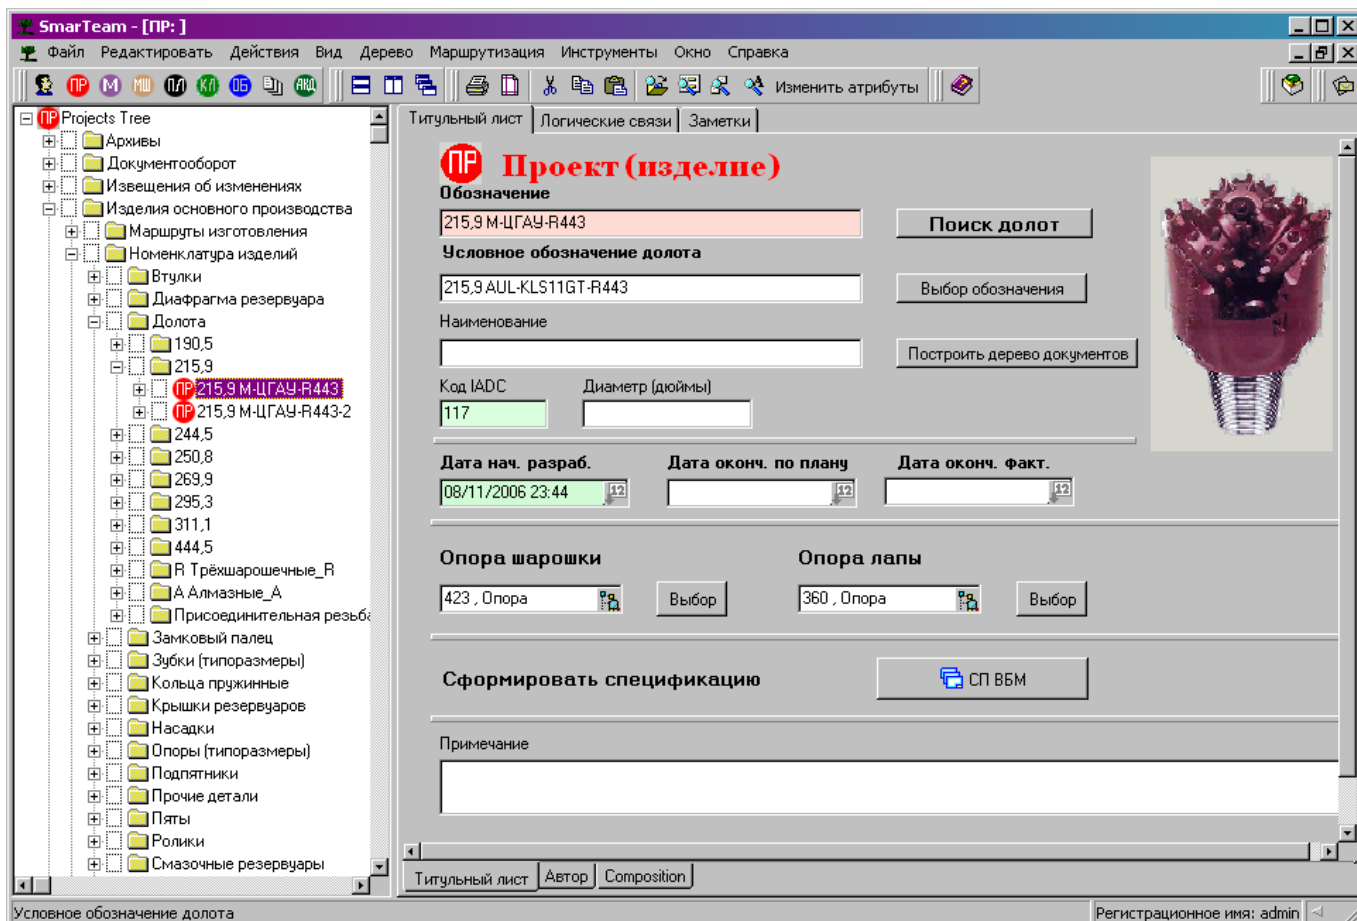 SmarTeam - [ПР: ]
Файл Редактировать Действия Вид Дерево Маршрутизация Инструменты Окно Справка
ПР М МШ ПЛ КЛ ОБ АКД Изменить атрибуты
ПР Projects Tree
Архивы
Документооборот
Извещения об изменениях
Изделия основного производства
Маршруты изготовления
Номенклатура изделий
Втулки
Диафрагма резервуара
Долота
190,5
215,9
ПР 215,9 М-ЦГАУ-R443
ПР 215,9 М-ЦГАУ-R443-2
244,5
250,8
269,9
295,3
311,1
444,5
R Трёхшарошечные_R
А Алмазные_А
Присоединительная резьба
Замковый палец
Зубки (типоразмеры)
Кольца пружинные
Крышки резервуаров
Насадки
Опоры (типоразмеры)
Подпятники
Прочие детали
Пяты
Ролики
Смазочные резервуары
Титульный лист Логические связи Заметки
ПР Проект (изделие)
Обозначение
215,9 М-ЦГАУ-R443 Поиск долот
Условное обозначение долота
215,9 AUL-KLS11GT-R443 Выбор обозначения
Наименование
Построить дерево документов
Код IADC Диаметр (дюймы)
117
Дата нач. разраб. Дата оконч. по плану Дата оконч. Факт.
08/11/2006 23:44 12 12 12
Опора шарошки Опора лапы
423 , Опора Выбор 360 , Опора Выбор
Сформировать спецификацию СП ВБМ
Примечание
Титульный лист Автор Composition
Условное обозначение долота Регистрационное имя: admin